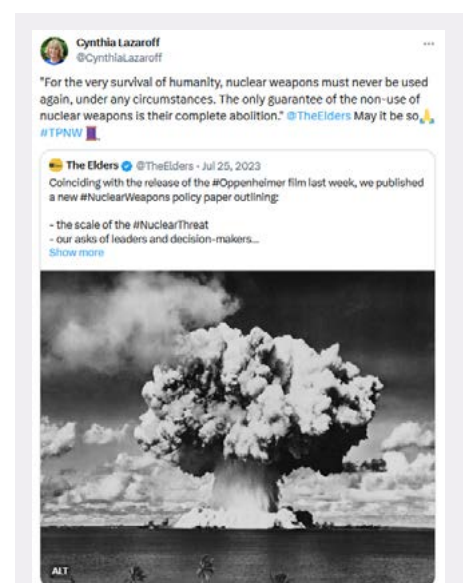 Cynthia Lazaroff
@CynthiaLazaroff
"For the very survival of humanity, nuclear weapons must never be used
again, under any circumstances. The only guarantee of the non-use of
nuclear weapons is their complete abolition." @TheElders May it be so🙏
#TPNW
The Elders @TheElders · Jul 25, 2023
Coinciding with the release of the #Oppenheimer film last week, we published
a new #NuclearWeapons policy paper outlining:
- the scale of the #NuclearThreat
- our asks of leaders and decision-makers...
Show more
ALT